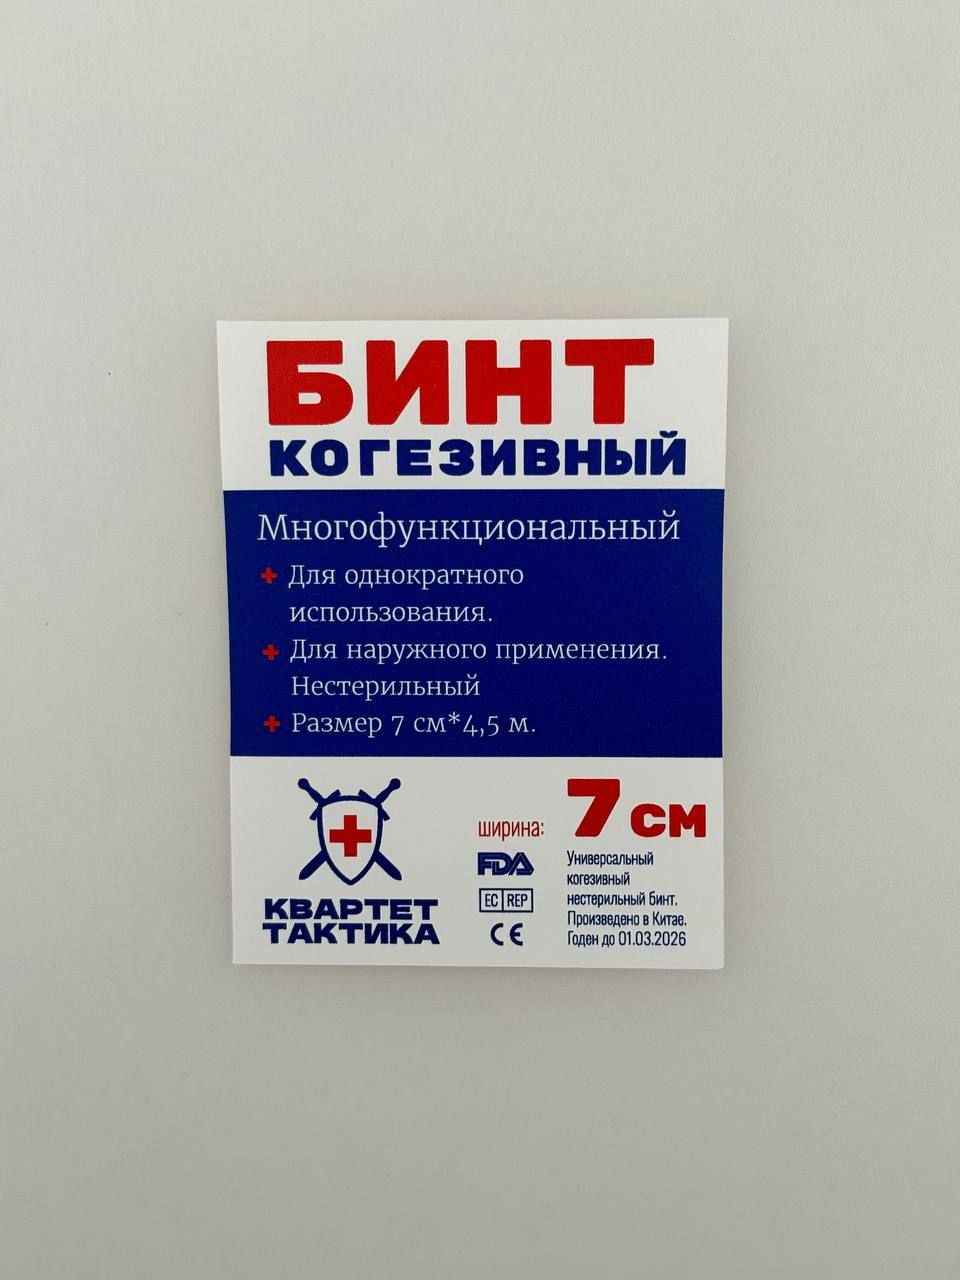 БИНТ
КОГЕЗИВНЫЙ
Многофункциональный
Для однократного
использования.
Для наружного применения.
Нестерильный
Размер 7 см*4,5 м.
КВАРТЕТ
ТАКТИКА
ширина: 7 см
FDA
EC REP
CE
Универсальный
когезивный
нестерильный бинт.
Произведено в Китае.
Годен до 01.03.2026